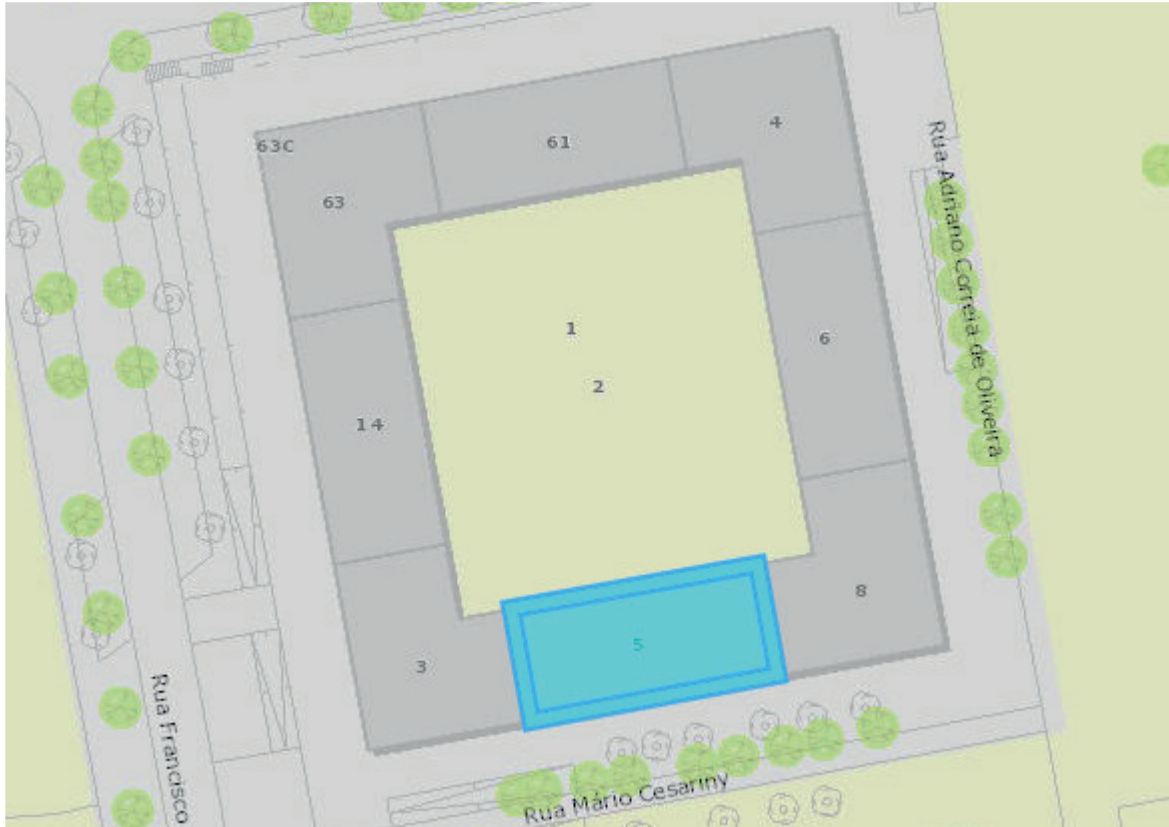 4
61
63C
63
Rua Adriano Correia de Oliveira
1
6
2
14
8
5
3
Rua Francisco
Rua Mário Cesariny